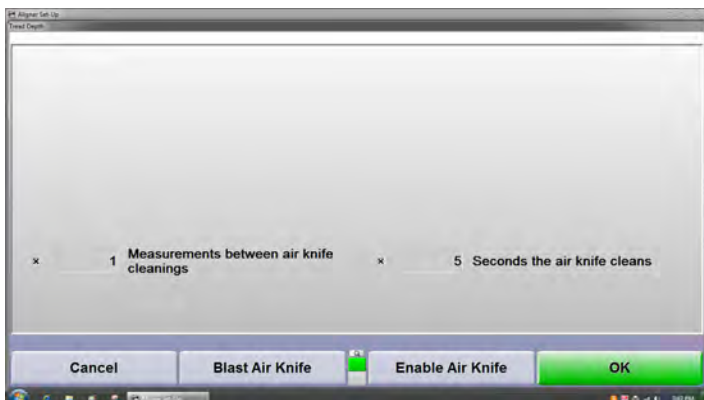 Aligner Set-Up
Tread Depth
× 1 Measurements between air knife
cleanings
× 5 Seconds the air knife cleans
Cancel Blast Air Knife Enable Air Knife OK